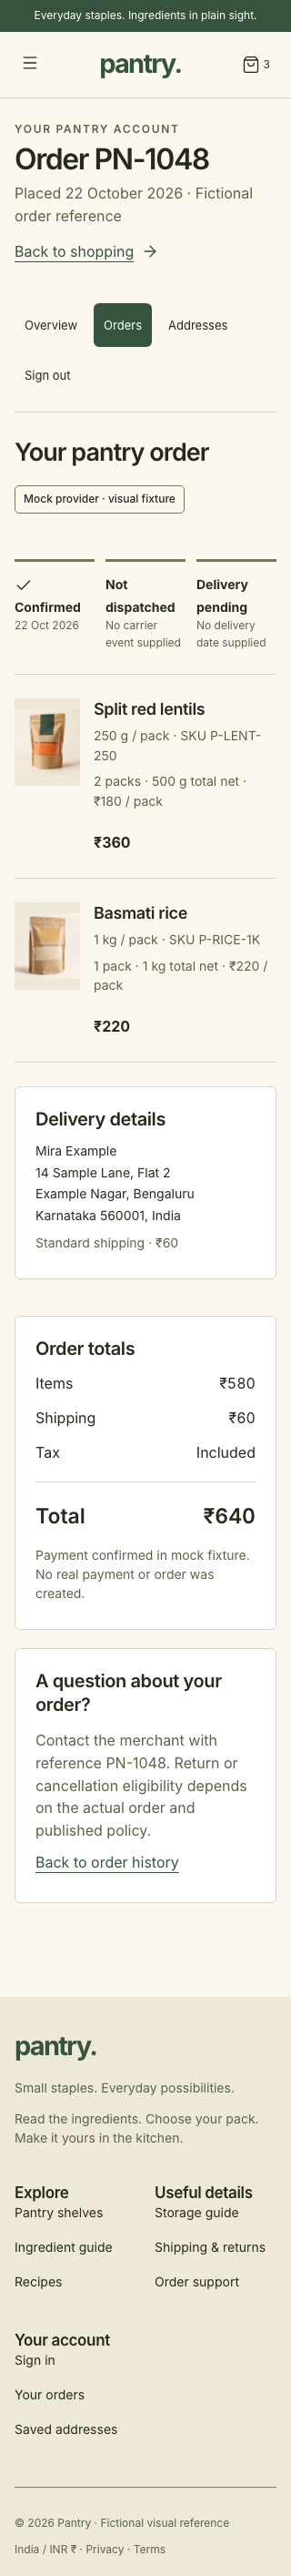 Everyday staples. Ingredients in plain sight.
pantry.
3
YOUR PANTRY ACCOUNT
Order PN-1048
Placed 22 October 2026 · Fictional
order reference
Back to shopping →
Overview Orders Addresses
Sign out
Your pantry order
Mock provider · visual fixture
Confirmed
22 Oct 2026
Not
dispatched
No carrier
event supplied
Delivery
pending
No delivery
date supplied
Split red lentils
250 g / pack · SKU P-LENT-
250
2 packs · 500 g total net ·
₹180 / pack
₹360
Basmati rice
1 kg / pack · SKU P-RICE-1K
1 pack · 1 kg total net · ₹220 /
pack
₹220
Delivery details
Mira Example
14 Sample Lane, Flat 2
Example Nagar, Bengaluru
Karnataka 560001, India
Standard shipping · ₹60
Order totals
Items ₹580
Shipping ₹60
Tax Included
Total ₹640
Payment confirmed in mock fixture.
No real payment or order was
created.
A question about your
order?
Contact the merchant with
reference PN-1048. Return or
cancellation eligibility depends
on the actual order and
published policy.
Back to order history
pantry.
Small staples. Everyday possibilities.
Read the ingredients. Choose your pack.
Make it yours in the kitchen.
Explore
Pantry shelves
Ingredient guide
Recipes
Useful details
Storage guide
Shipping & returns
Order support
Your account
Sign in
Your orders
Saved addresses
© 2026 Pantry · Fictional visual reference
India / INR ₹ · Privacy · Terms